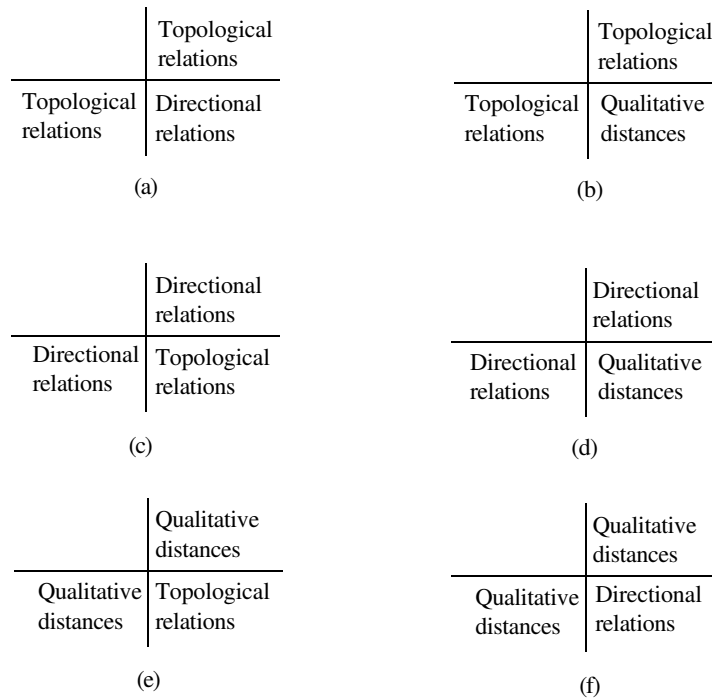 Topological
relations
Topological
relations
Directional
relations
(a)
Topological
relations
Topological
relations
Qualitative
distances
(b)
Directional
relations
Directional
relations
Topological
relations
(c)
Directional
relations
Directional
relations
Qualitative
distances
(d)
Qualitative
distances
Qualitative
distances
Topological
relations
(e)
Qualitative
distances
Qualitative
distances
Directional
relations
(f)